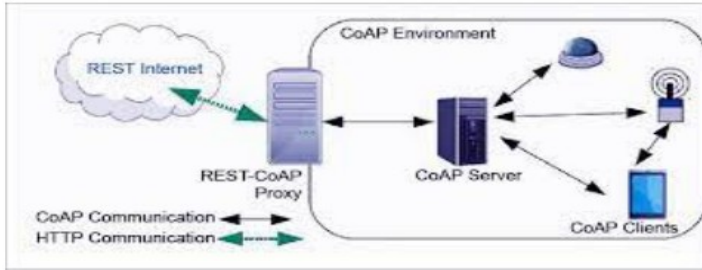 CoAP Environment
REST Internet
REST-CoAP
Proxy
CoAP Server
CoAP Clients
CoAP Communication
HTTP Communication